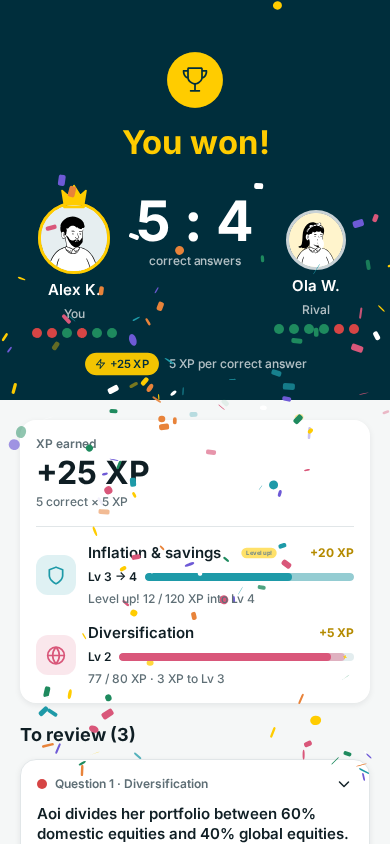 You won!
5 : 4
correct answers
Alex K.
You
Ola W.
Rival
+25 XP
5 XP per correct answer
XP earned
+25 XP
5 correct × 5 XP
Inflation & savings
Level up!
+20 XP
Lv 3 → 4
Level up! 12 / 120 XP into Lv 4
Diversification
+5 XP
Lv 2
77 / 80 XP · 3 XP to Lv 3
To review (3)
Question 1 · Diversification
Aoi divides her portfolio between 60%
domestic equities and 40% global equities.